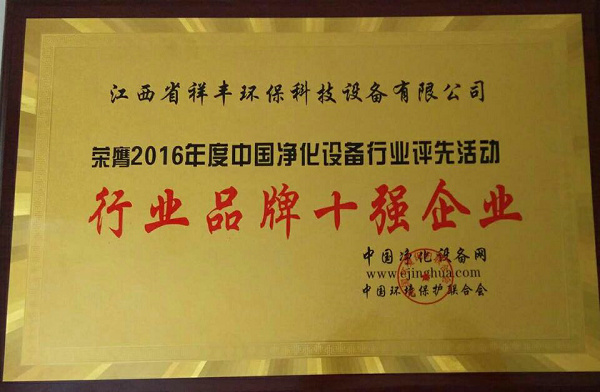 江西省祥丰环保科技设备有限公司
荣膺2016年度中国净化设备行业评先活动
行业品牌十强企业
中国净化设备网
www.cjinghua.com
中国环境保护联合会